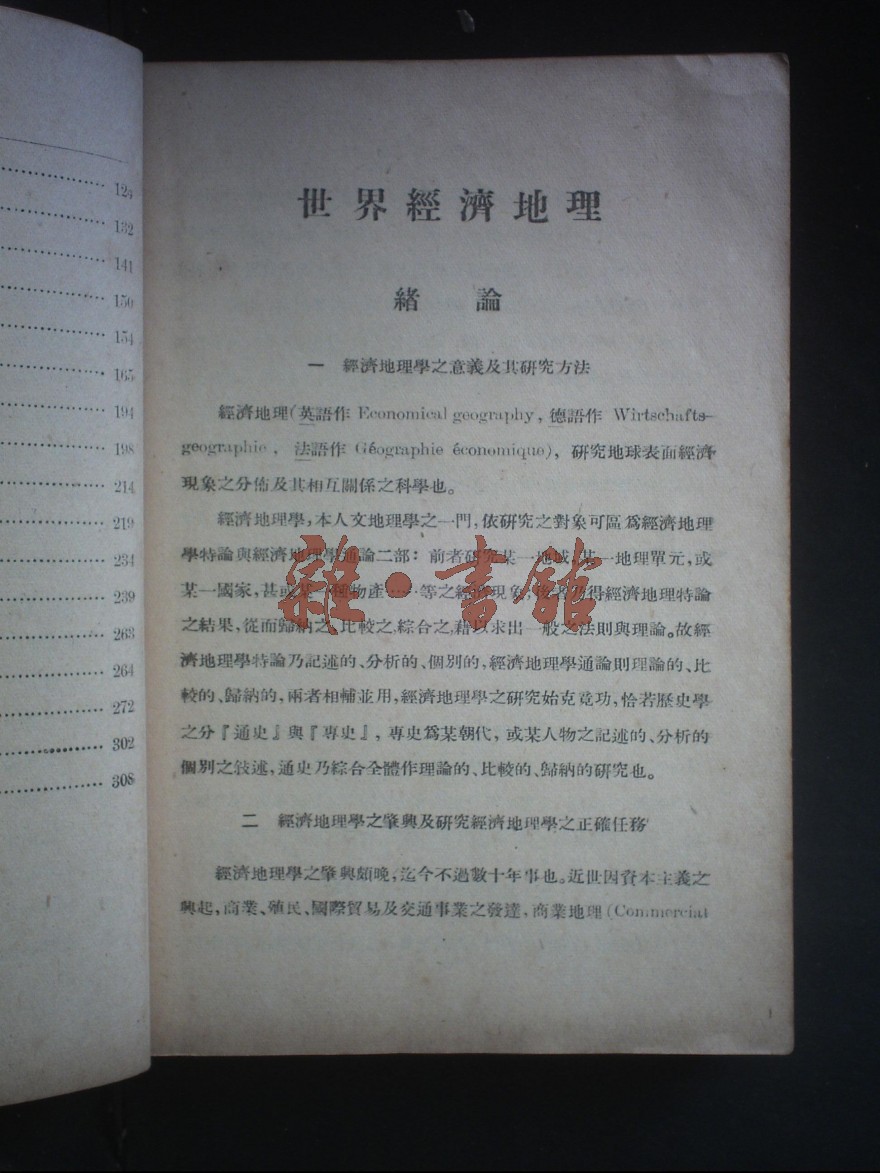 124
132
141
150
154
165
194
198
214
219
234
239
263
264
272
302
308
世界經濟地理
緒論
一 經濟地理學之意義及其研究方法
經濟地理(英語作 Economical geography, 德語作 Wirtschafts-
geographie, 法語作 Géographie économique), 研究地球表面經濟
現象之分佈及其相互關係之科學也。
經濟地理學,本人文地理學之一門,依研究之對象可區爲經濟地理
學特論與經濟地理學通論二部: 前者研究某一地域,某一地理單元,或
某一國家,甚或某一種物產……等之經濟現象;後者乃得經濟地理特論
之結果,從而歸納之、比較之,綜合之,藉以求出一般之法則與理論。故經
濟地理學特論乃記述的、分析的、個別的,經濟地理學通論則理論的、比
較的、歸納的,兩者相輔並用,經濟地理學之研究始克竟功,恰若歷史學
之分『通史』與『專史』,專史爲某朝代,或某人物之記述的、分析的
個別之敍述,通史乃綜合全體作理論的、比較的、歸納的研究也。
二 經濟地理學之肇興及研究經濟地理學之正確任務
經濟地理學之肇興頗晚,迄今不過數十年事也。近世因資本主義之
興起,商業、殖民、國際貿易及交通事業之發達,商業地理(Commercial
1
雜·書館